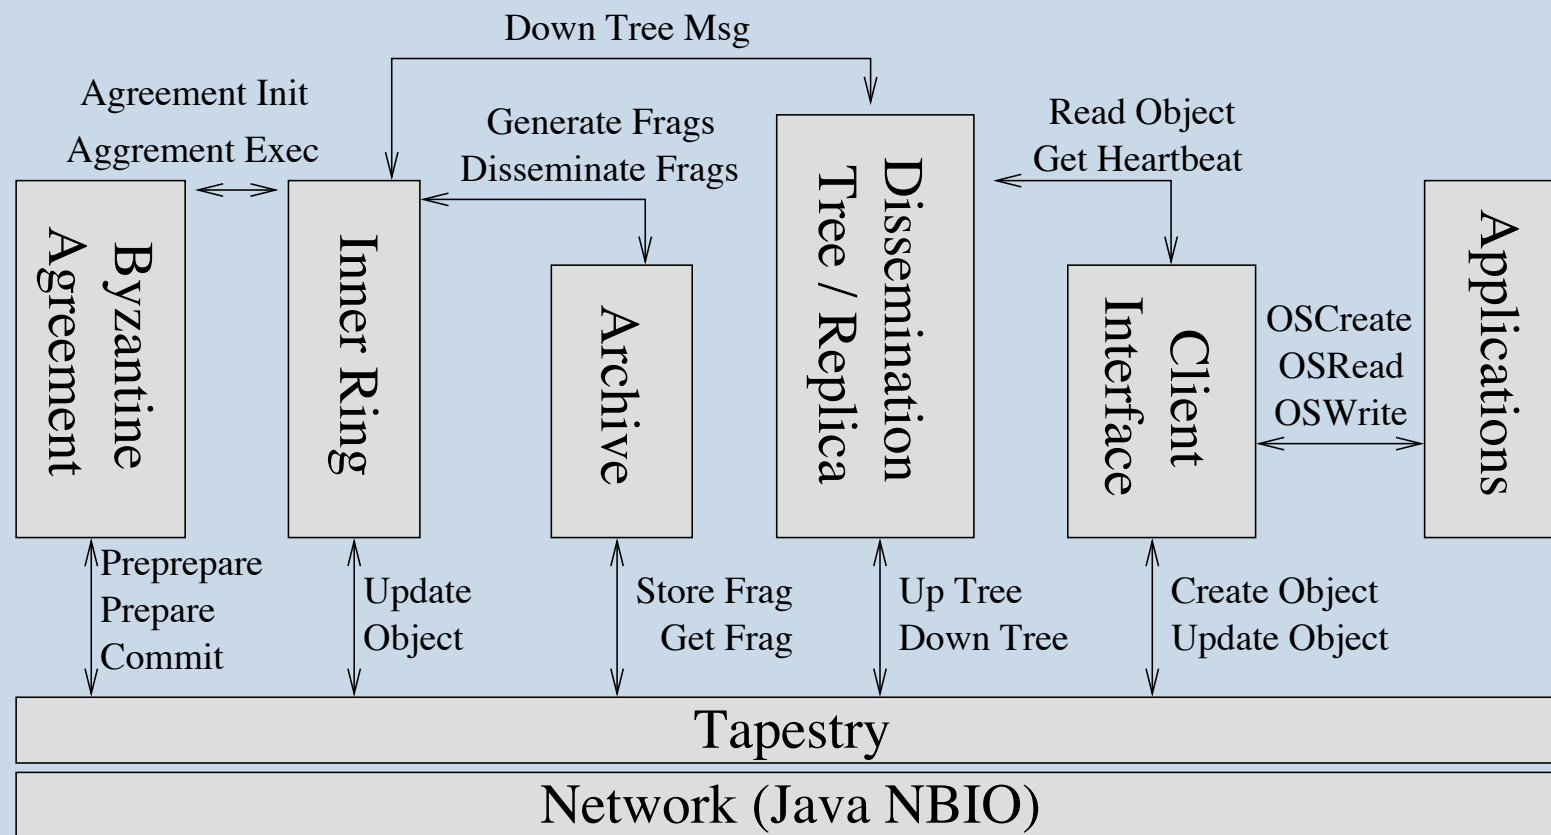 Down Tree Msg
Agreement Init
Aggrement Exec
Generate Frags
Disseminate Frags
Read Object
Get Heartbeat
Byzantine
Agreement
Inner Ring
Archive
Dissemination
Tree / Replica
Client
Interface
Applications
OSCreate
OSRead
OSWrite
Preprepare
Prepare
Commit
Update
Object
Store Frag
Get Frag
Up Tree
Down Tree
Create Object
Update Object
Tapestry
Network (Java NBIO)